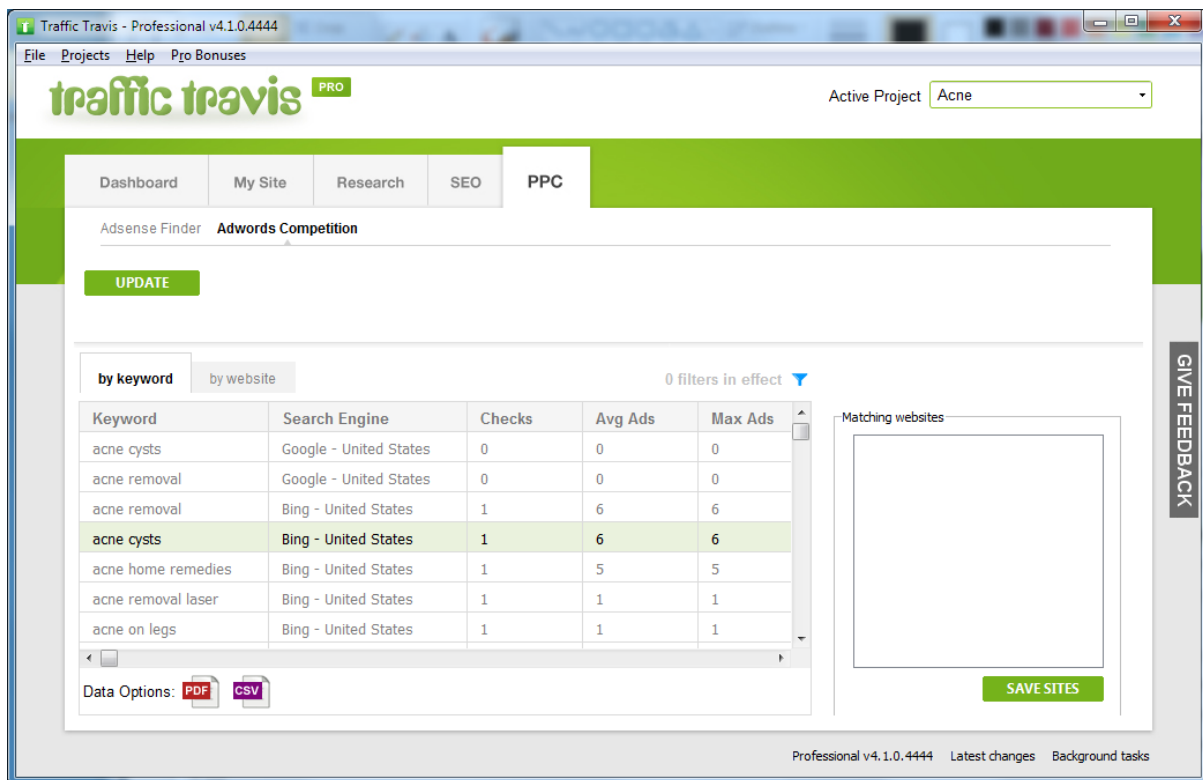 Traffic Travis - Professional v4.1.0.4444
File Projects Help Pro Bonuses
traffic travis PRO
Active Project Acne
Dashboard My Site Research SEO PPC
Adsense Finder Adwords Competition
UPDATE
by keyword by website 0 filters in effect
Keyword Search Engine Checks Avg Ads Max Ads
acne cysts Google - United States 0 0 0
acne removal Google - United States 0 0 0
acne removal Bing - United States 1 6 6
acne cysts Bing - United States 1 6 6
acne home remedies Bing - United States 1 5 5
acne removal laser Bing - United States 1 1 1
acne on legs Bing - United States 1 1 1
Data Options: PDF CSV
Matching websites
SAVE SITES
GIVE FEEDBACK
Professional v4.1.0.4444 Latest changes Background tasks